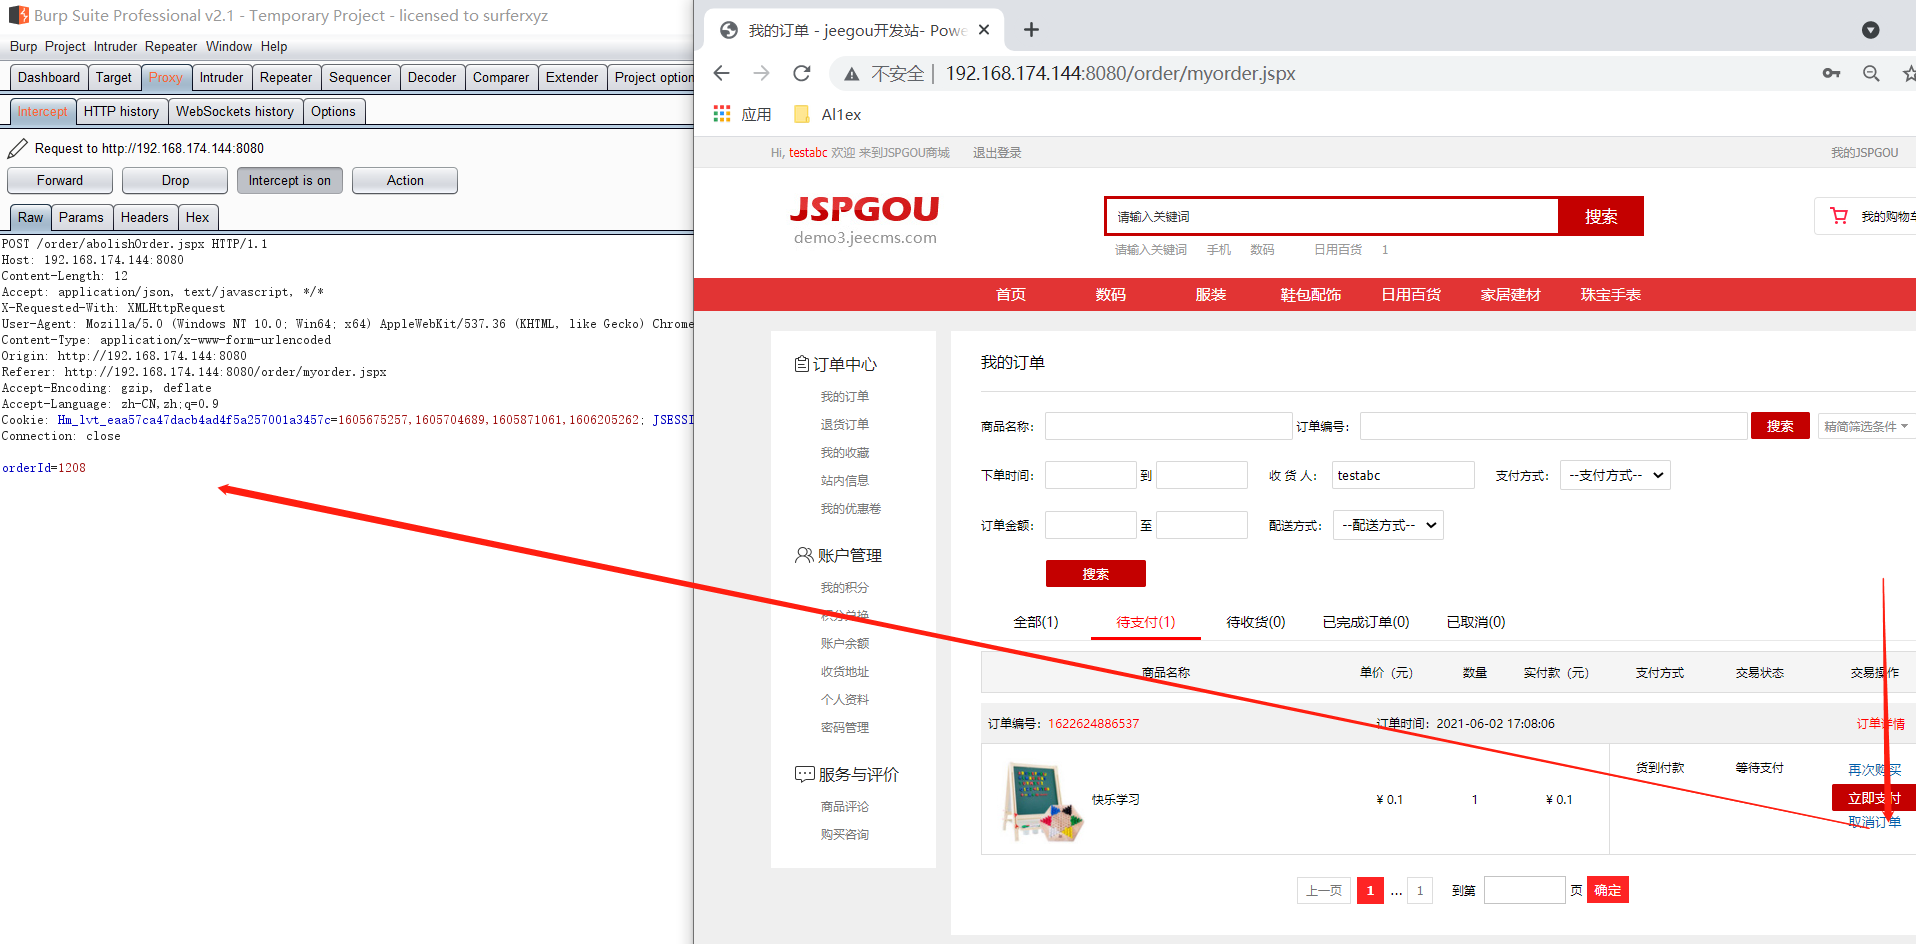 Burp Suite Professional v2.1 - Temporary Project - licensed to surferxyz
Burp Project Intruder Repeater Window Help
Dashboard Target Proxy Intruder Repeater Sequencer Decoder Comparer Extender Project option
Intercept HTTP history WebSockets history Options
Request to http://192.168.174.144:8080
Forward Drop Intercept is on Action
Raw Params Headers Hex
POST /order/abolishOrder.jspx HTTP/1.1
Host: 192.168.174.144:8080
Content-Length: 12
Accept: application/json, text/javascript, */*
X-Requested-With: XMLHttpRequest
User-Agent: Mozilla/5.0 (Windows NT 10.0; Win64; x64) AppleWebKit/537.36 (KHTML, like Gecko) Chrome
Content-Type: application/x-www-form-urlencoded
Origin: http://192.168.174.144:8080
Referer: http://192.168.174.144:8080/order/myorder.jspx
Accept-Encoding: gzip, deflate
Accept-Language: zh-CN,zh;q=0.9
Cookie: Hm_lvt_eaa57ca47dacb4ad4f5a257001a3457c=1605675257,1605704689,1605871061,1606205262; JSESSI
Connection: close
orderId=1208
我的订单 - jeegou开发站- Powe
不安全 | 192.168.174.144:8080/order/myorder.jspx
应用 Al1ex
Hi, testabc 欢迎 来到JSPGOU商城 退出登录 我的JSPGOU
JSPGOU
demo3.jeecms.com
请输入关键词 搜索 我的购物车
请输入关键词 手机 数码 日用百货 1
首页 数码 服装 鞋包配饰 日用百货 家居建材 珠宝手表
订单中心
我的订单
退货订单
我的收藏
站内信息
我的优惠卷
账户管理
我的积分
积分兑换
账户余额
收货地址
个人资料
密码管理
服务与评价
商品评论
购买咨询
我的订单
商品名称: 订单编号: 搜索 精简筛选条件
下单时间: 到 收 货 人: testabc 支付方式: --支付方式--
订单金额: 至 配送方式: --配送方式--
搜索
全部(1) 待支付(1) 待收货(0) 已完成订单(0) 已取消(0)
商品名称 单价（元） 数量 实付款（元） 支付方式 交易状态 交易操作
订单编号: 1622624886537 订单时间: 2021-06-02 17:08:06 订单详情
快乐学习 ¥ 0.1 1 ¥ 0.1 货到付款 等待支付 再次购买
立即支付
取消订单
上一页 1 ... 1 到第 页 确定